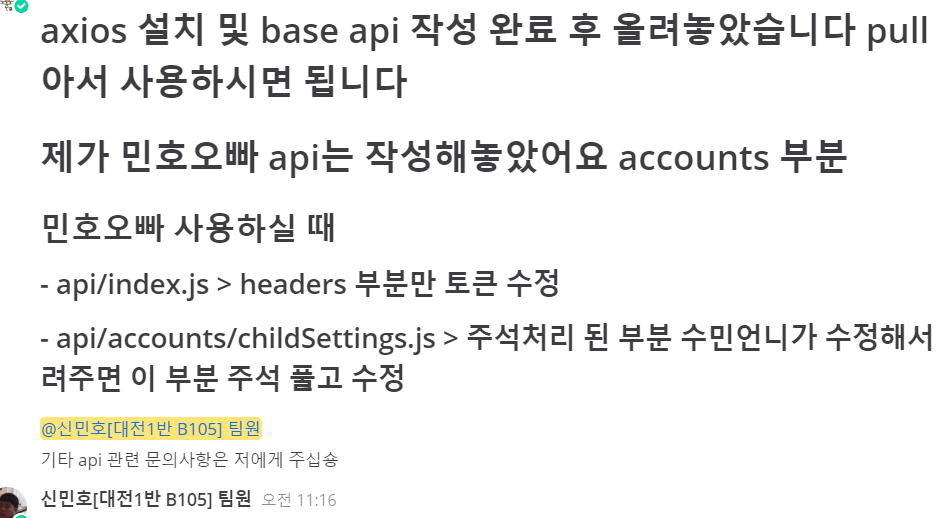 axios 설치 및 base api 작성 완료 후 올려놓았습니다 pull
아서 사용하시면 됩니다
제가 민호오빠 api는 작성해놓았어요 accounts 부분
민호오빠 사용하실 때
- api/index.js > headers 부분만 토큰 수정
- api/accounts/childSettings.js > 주석처리 된 부분 수민언니가 수정해서
려주면 이 부분 주석 풀고 수정
@신민호[대전1반 B105] 팀원
기타 api 관련 문의사항은 저에게 주십숑
신민호[대전1반 B105] 팀원 오전 11:16